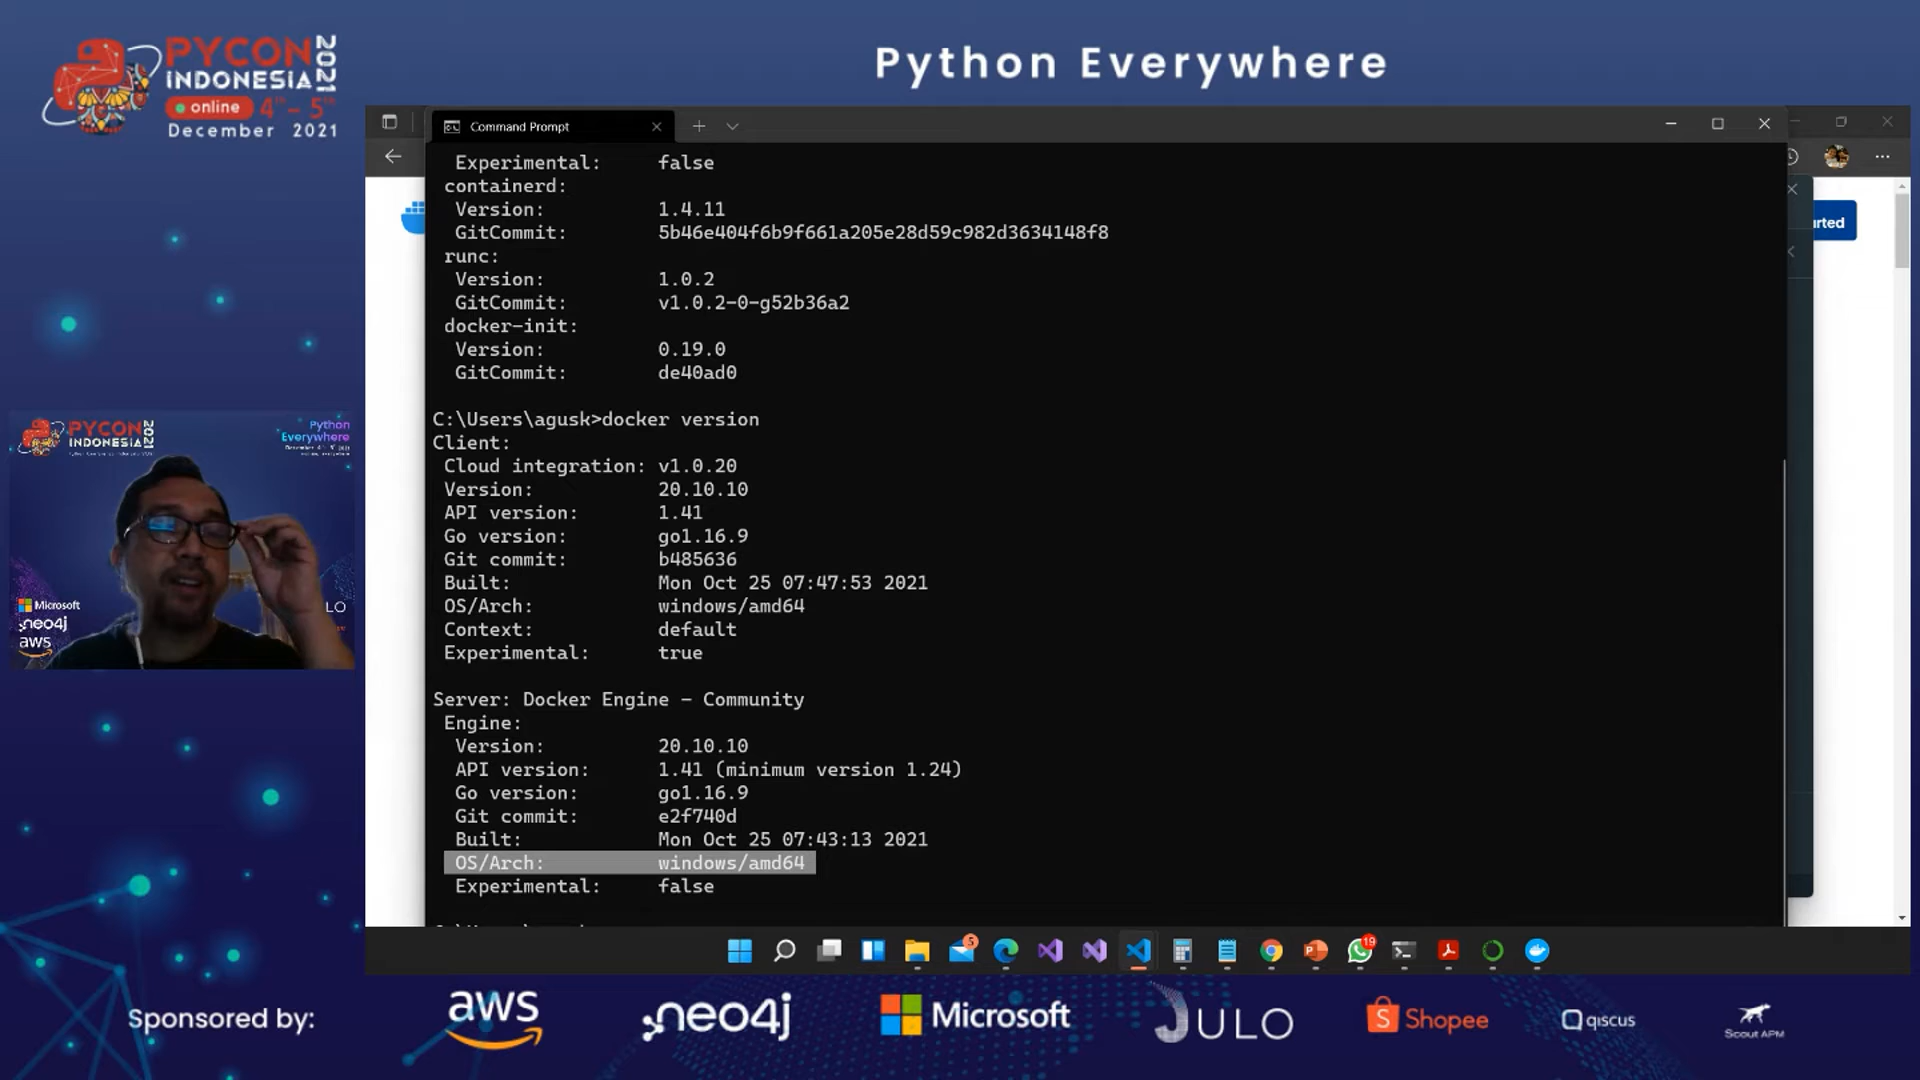 PYCON 2021
INDONESIA
online 4th - 5th
December 2021
Python Everywhere
Command Prompt
Experimental: false
containerd:
Version: 1.4.11
GitCommit: 5b46e404f6b9f661a205e28d59c982d3634148f8
runc:
Version: 1.0.2
GitCommit: v1.0.2-0-g52b36a2
docker-init:
Version: 0.19.0
GitCommit: de40ad0
C:\Users\agusk>docker version
Client:
Cloud integration: v1.0.20
Version: 20.10.10
API version: 1.41
Go version: go1.16.9
Git commit: b485636
Built: Mon Oct 25 07:47:53 2021
OS/Arch: windows/amd64
Context: default
Experimental: true
Server: Docker Engine - Community
Engine:
Version: 20.10.10
API version: 1.41 (minimum version 1.24)
Go version: go1.16.9
Git commit: e2f740d
Built: Mon Oct 25 07:43:13 2021
OS/Arch: windows/amd64
Experimental: false
rted
PYCON 2021
INDONESIA
Python
Everywhere
Microsoft
neo4j
aws
LO
5
19
Sponsored by:
aws
neo4j
Microsoft
JULO
Shopee
qiscus
Scout APM